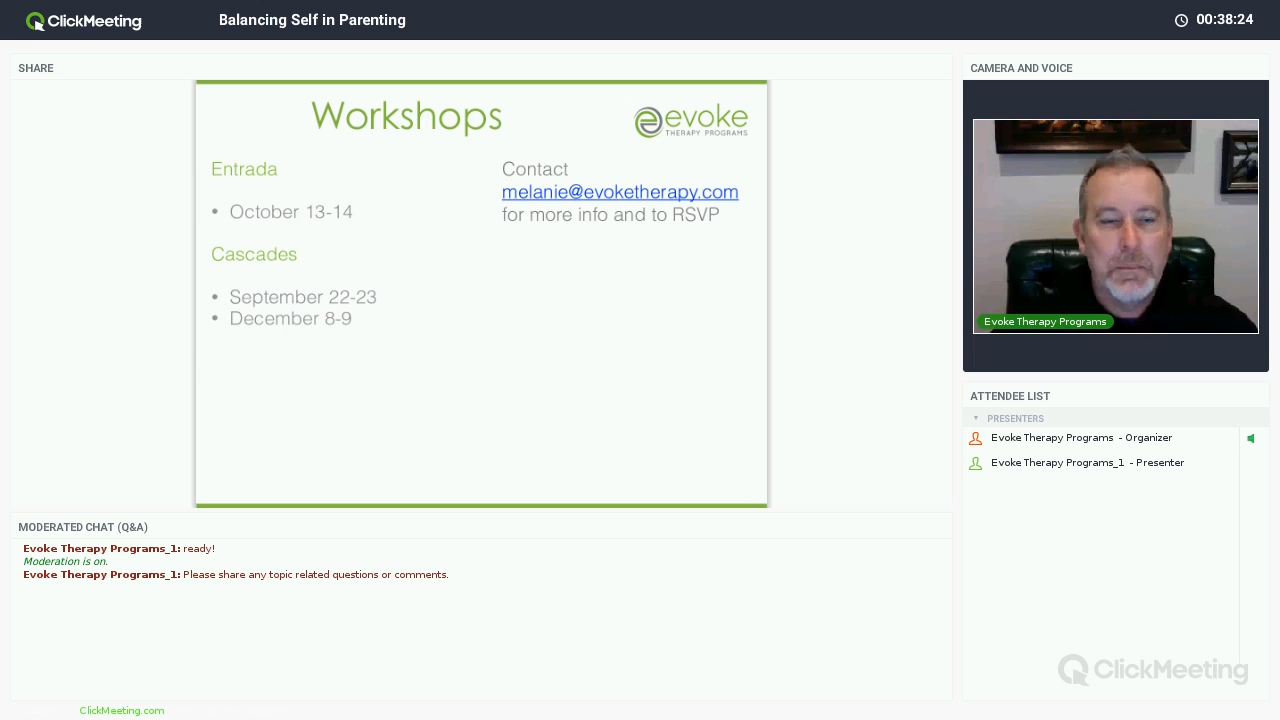 ClickMeeting
Balancing Self in Parenting
00:38:24
SHARE
Workshops
evoke
THERAPY PROGRAMS
Entrada
• October 13-14
Cascades
• September 22-23
• December 8-9
Contact
melanie@evoketherapy.com
for more info and to RSVP
CAMERA AND VOICE
Evoke Therapy Programs
ATTENDEE LIST
PRESENTERS
Evoke Therapy Programs - Organizer
Evoke Therapy Programs_1 - Presenter
MODERATED CHAT (Q&A)
Evoke Therapy Programs_1: ready!
Moderation is on.
Evoke Therapy Programs_1: Please share any topic related questions or comments.
ClickMeeting
ClickMeeting.com